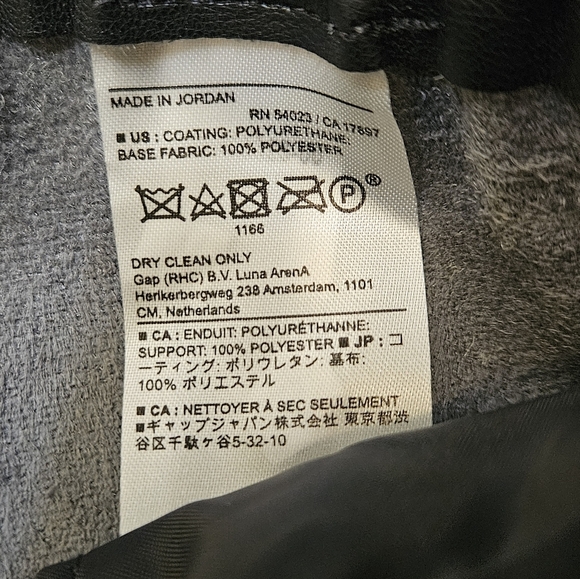 MADE IN JORDAN
RN 54023 / CA 17897
■ US : COATING: POLYURETHANE:
BASE FABRIC: 100% POLYESTER
P ®
1166
DRY CLEAN ONLY
Gap (RHC) B.V. Luna ArenA
Herikerbergweg 238 Amsterdam, 1101
CM, Netherlands
■ CA : ENDUIT: POLYURÉTHANNE:
SUPPORT: 100% POLYESTER ■ JP : コ
ーティング: ポリウレタン: 基布:
100% ポリエステル
■ CA : NETTOYER À SEC SEULEMENT
■ギャップジャパン株式会社 東京都渋
谷区千駄ヶ谷5-32-10